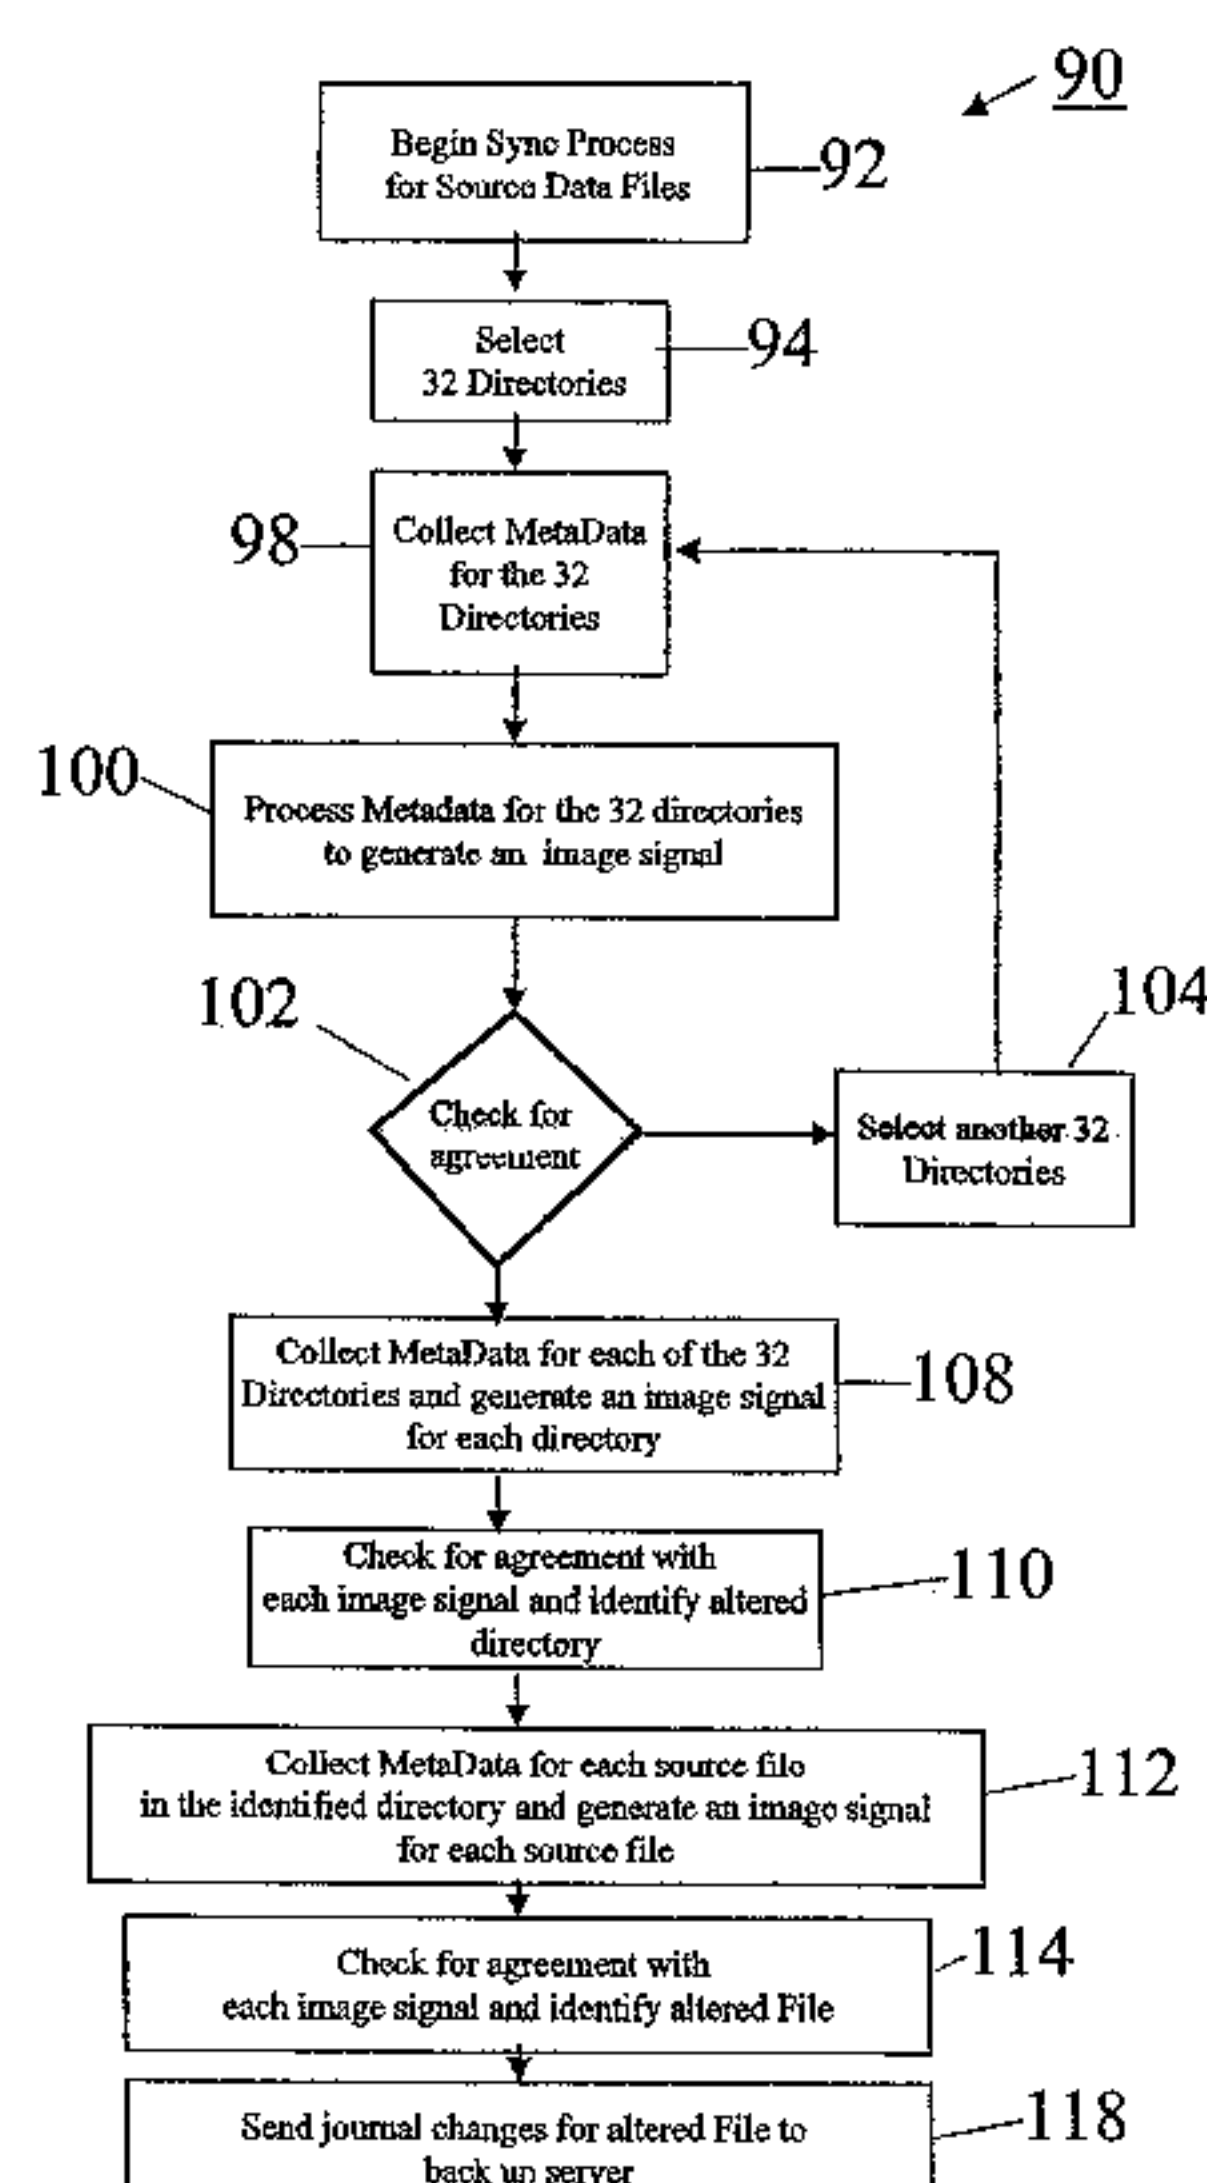 90
Begin Sync Process
for Source Data Files
92
Select
32 Directories
94
98
Collect MetaData
for the 32
Directories
100
Process Metadata for the 32 directories
to generate an image signal
102
Check for
agreement
104
Select another 32
Directories
Collect MetaData for each of the 32
Directories and generate an image signal
for each directory
108
Check for agreement with
each image signal and identify altered
directory
110
Collect MetaData for each source file
in the identified directory and generate an image signal
for each source file
112
Check for agreement with
each image signal and identify altered File
114
Send journal changes for altered File to
back up server
118